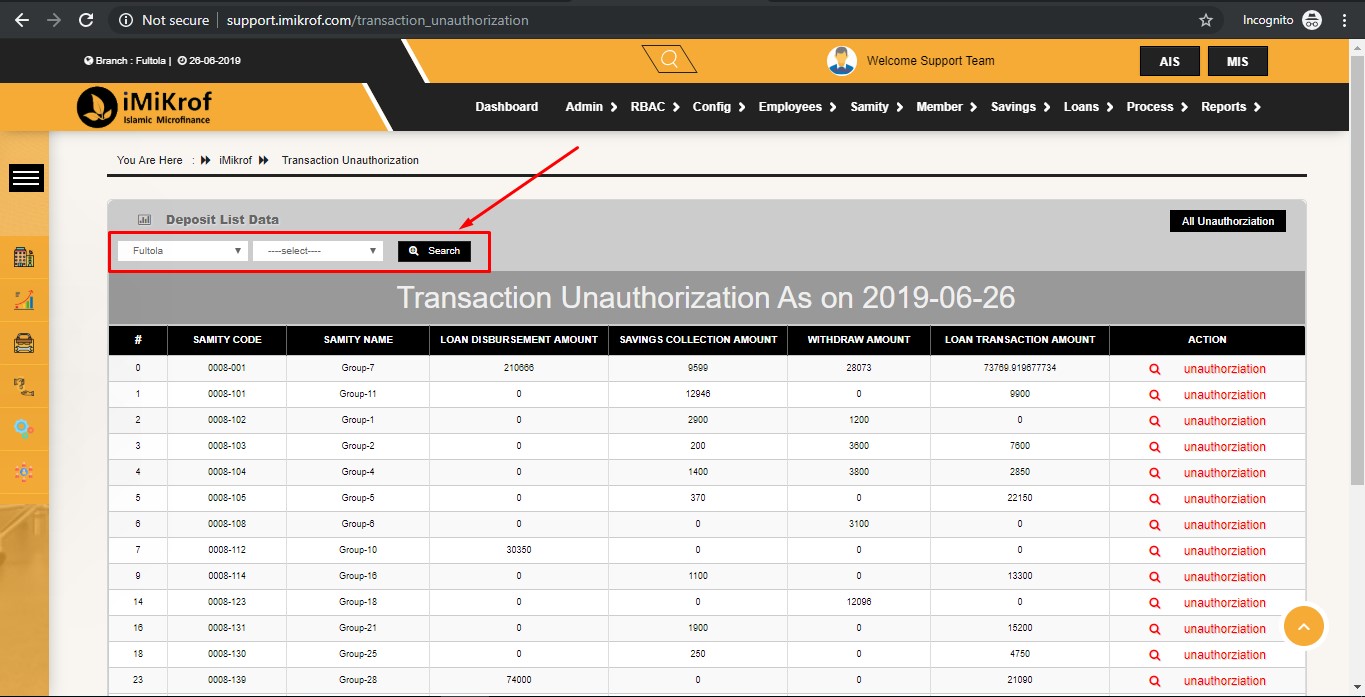 Not secure | support.imikrof.com/transaction_unauthorization Incognito
Branch : Fultola | 26-06-2019 Welcome Support Team AIS MIS
iMiKrof
Islamic Microfinance
Dashboard Admin RBAC Config Employees Samity Member Savings Loans Process Reports
You Are Here : iMikrof Transaction Unauthorization
Deposit List Data All Unauthorziation
Fultola ----select---- Search
Transaction Unauthorization As on 2019-06-26
# SAMITY CODE SAMITY NAME LOAN DISBURSEMENT AMOUNT SAVINGS COLLECTION AMOUNT WITHDRAW AMOUNT LOAN TRANSACTION AMOUNT ACTION
0 0008-001 Group-7 210666 9599 28073 73769.919677734 unauthorziation
1 0008-101 Group-11 0 12946 0 9900 unauthorziation
2 0008-102 Group-1 0 2900 1200 0 unauthorziation
3 0008-103 Group-2 0 200 3600 7600 unauthorziation
4 0008-104 Group-4 0 1400 3800 2850 unauthorziation
5 0008-105 Group-5 0 370 0 22150 unauthorziation
6 0008-108 Group-6 0 0 3100 0 unauthorziation
7 0008-112 Group-10 30350 0 0 0 unauthorziation
9 0008-114 Group-16 0 1100 0 13300 unauthorziation
14 0008-123 Group-18 0 0 12096 0 unauthorziation
16 0008-131 Group-21 0 1900 0 15200 unauthorziation
18 0008-130 Group-25 0 250 0 4750 unauthorziation
23 0008-139 Group-28 74000 0 0 21090 unauthorziation